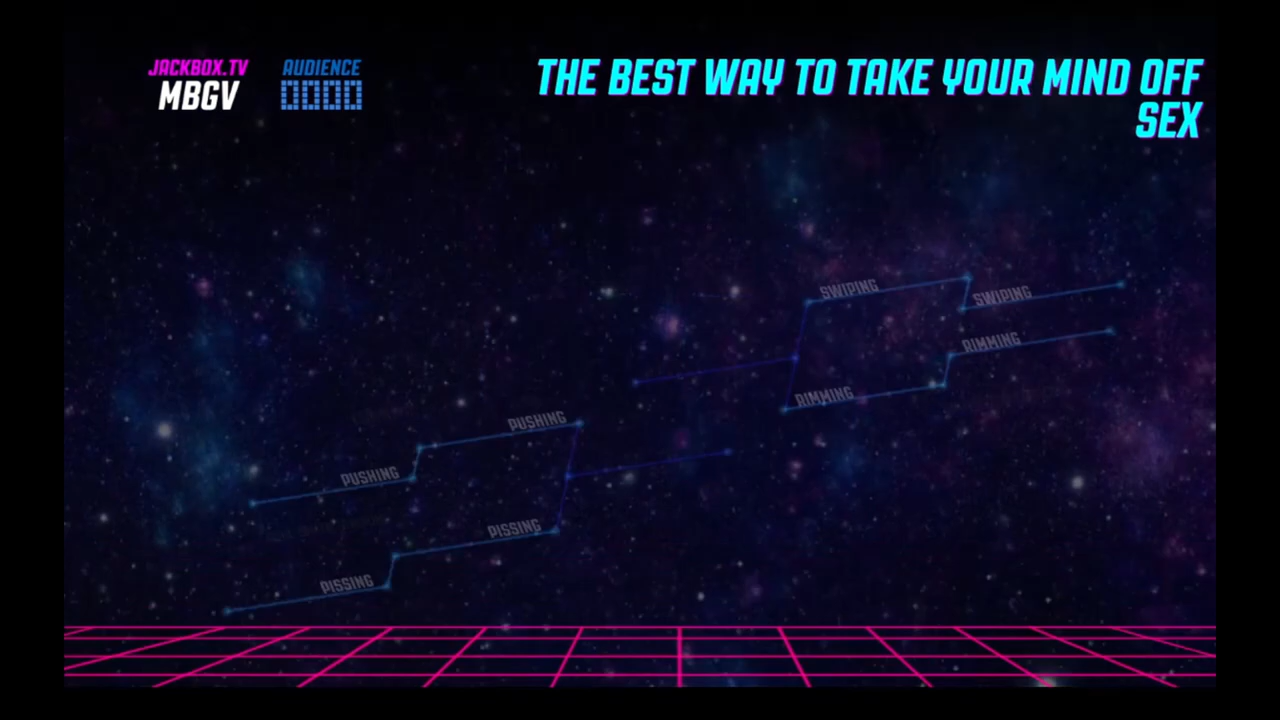 JACKBOX.TV
MBGV
AUDIENCE
0000
THE BEST WAY TO TAKE YOUR MIND OFF
SEX
SWIPING
SWIPING
RIMMING
RIMMING
PUSHING
PUSHING
PISSING
PISSING